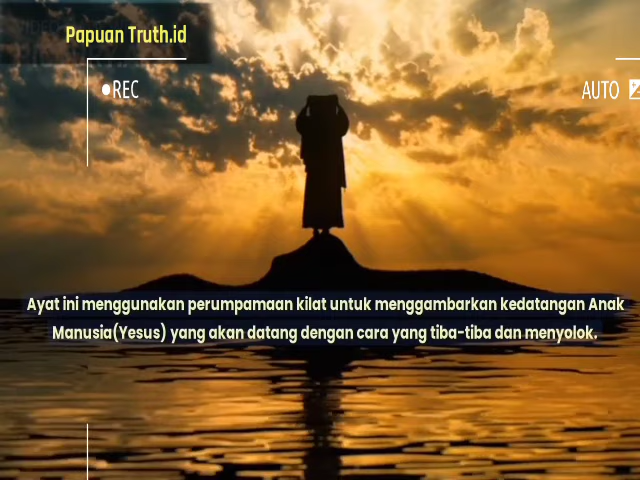 Papuan Truth.id
REC
AUTO
Ayat ini menggunakan perumpamaan kilat untuk menggambarkan kedatangan Anak
Manusia(Yesus) yang akan datang dengan cara yang tiba-tiba dan menyolok.